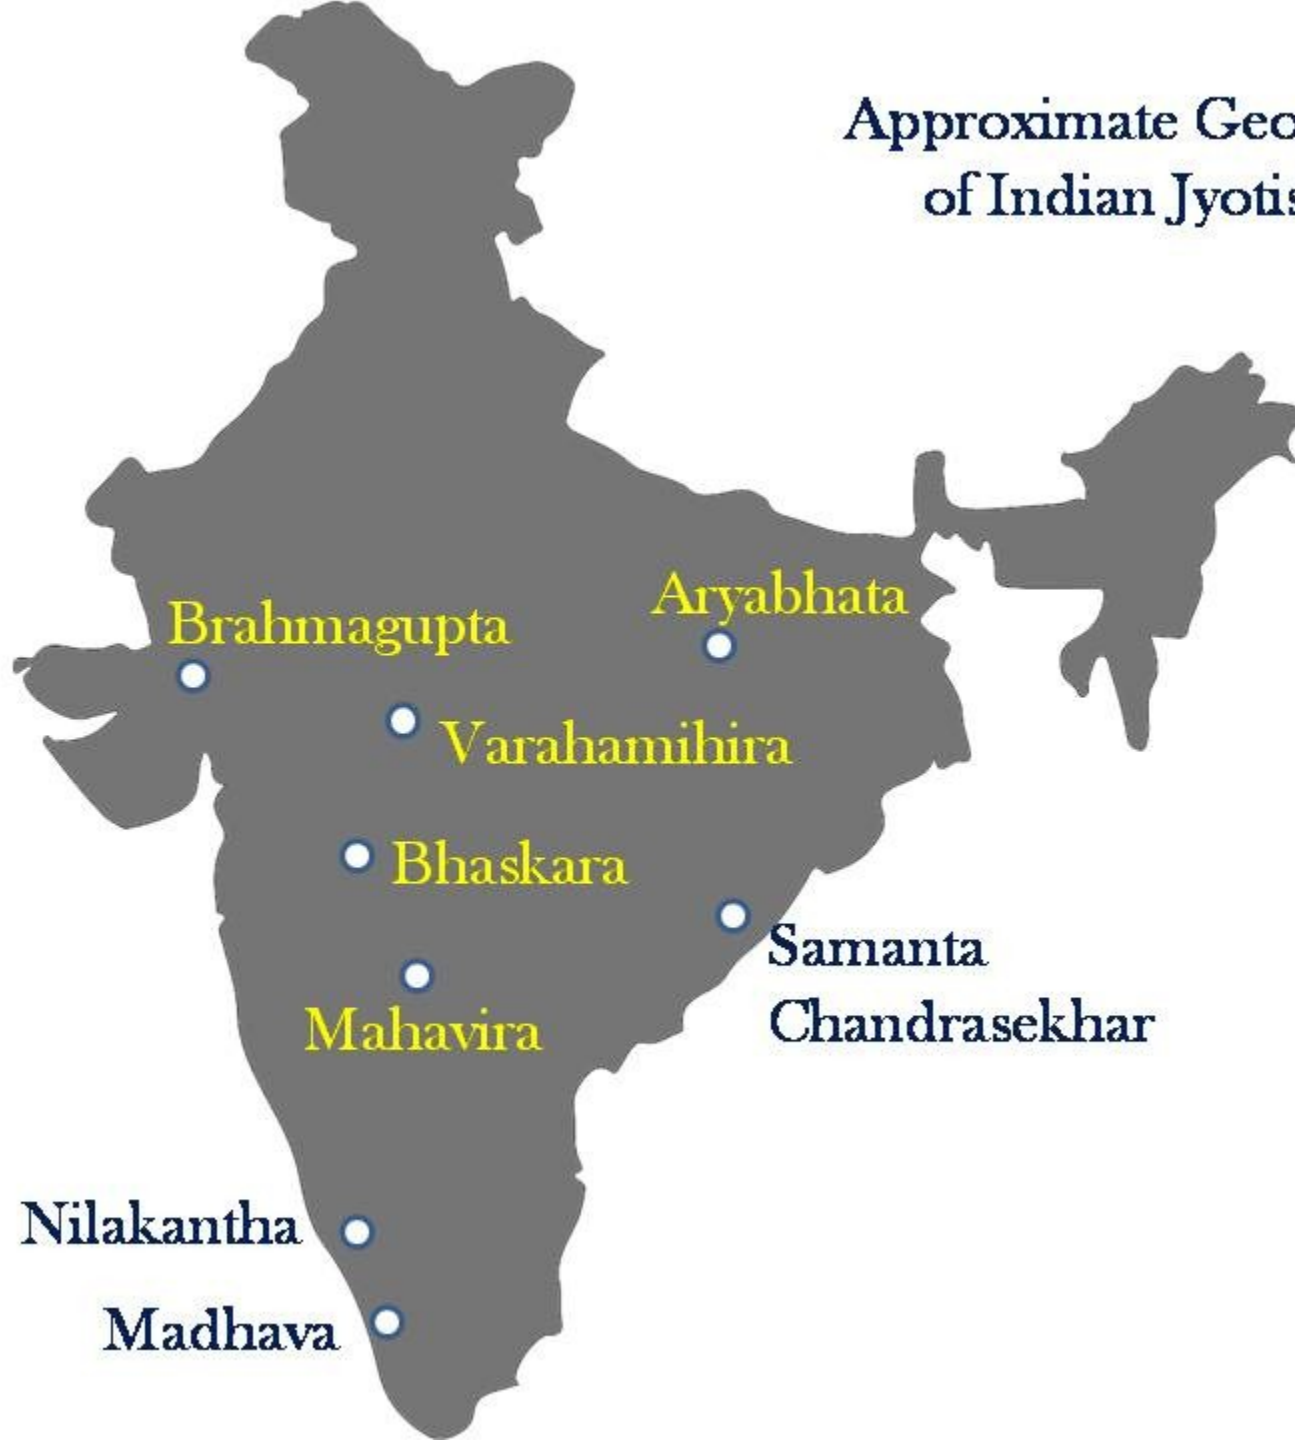 Approximate Geo
of Indian Jyotis
Brahmagupta
Aryabhata
Varahamihira
Bhaskara
Samanta
Chandrasekhar
Mahavira
Nilakantha
Madhava